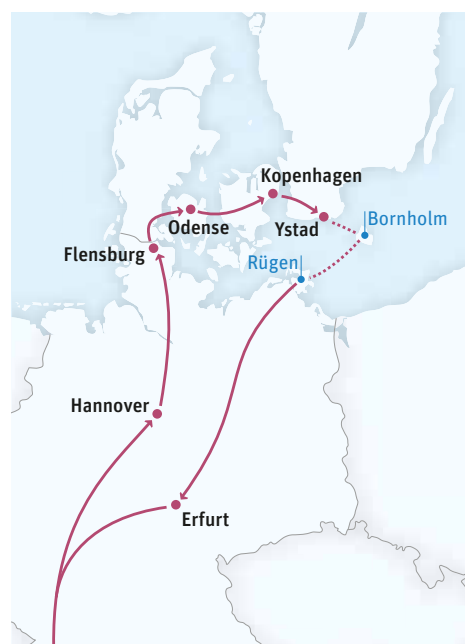 Kopenhagen
Odense
Ystad
Bornholm
Flensburg
Rügen
Hannover
Erfurt